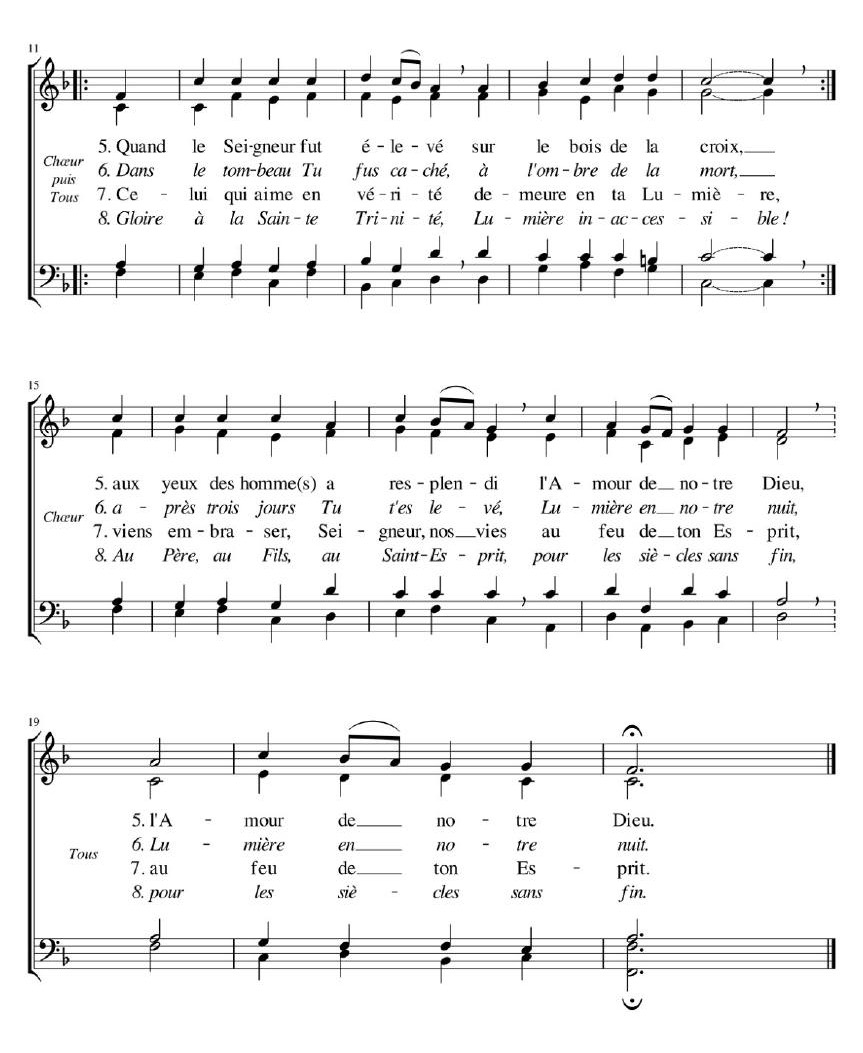 11
5. Quand le Sei-gneur fut é-le-vé sur le bois de la croix,
Chœur puis Tous
6. Dans le tom-beau Tu fus ca-ché, à l'om-bre de la mort,
7. Ce-lui qui aime en vé-ri-té de-meure en ta Lu-miè-re,
8. Gloire à la Sain-te Tri-ni-té, Lu-mière in-ac-ces-si-ble!
15
5. aux yeux des homme(s) a res-plen-di l'A-mour de no-tre Dieu,
Chœur
6. a-près trois jours Tu t'es le-vé, Lu-mière en no-tre nuit,
7. viens em-bra-ser, Sei-gneur, nos vies au feu de ton Es-prit,
8. Au Père, au Fils, au Saint-Es-prit, pour les siè-cles sans fin,
19
5. l'A-mour de no-tre Dieu.
6. Lu-mière en no-tre nuit.
Tous
7. au feu de ton Es-prit.
8. pour les siè-cles sans fin.